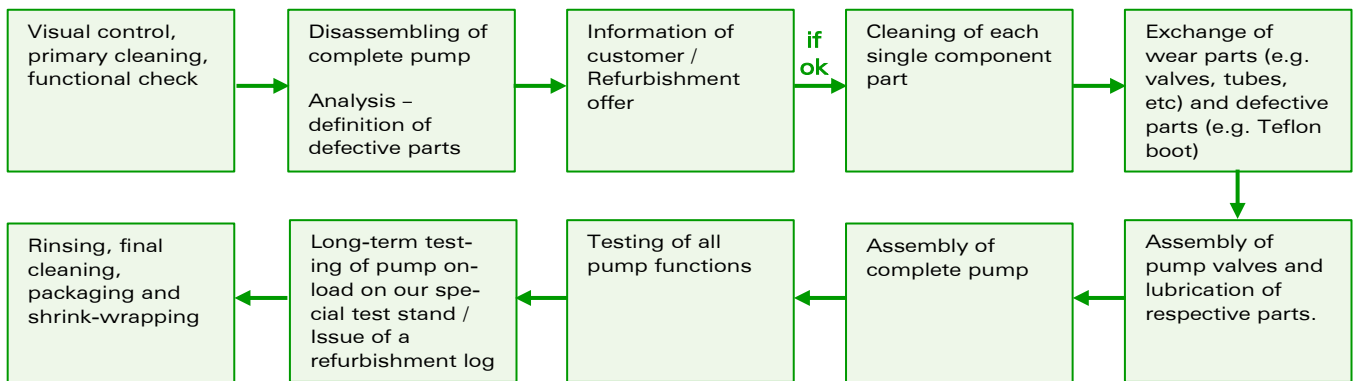 Visual control,
primary cleaning,
functional check
Disassembling of
complete pump
Analysis –
definition of
defective parts
Information of
customer /
Refurbishment
offer
if
ok
Cleaning of each
single component
part
Exchange of
wear parts (e.g.
valves, tubes,
etc) and defective
parts (e.g. Teflon
boot)
Assembly of
pump valves and
lubrication of
respective parts.
Assembly of
complete pump
Testing of all
pump functions
Long-term test-
ing of pump on-
load on our spe-
cial test stand /
Issue of a
refurbishment log
Rinsing, final
cleaning,
packaging and
shrink-wrapping